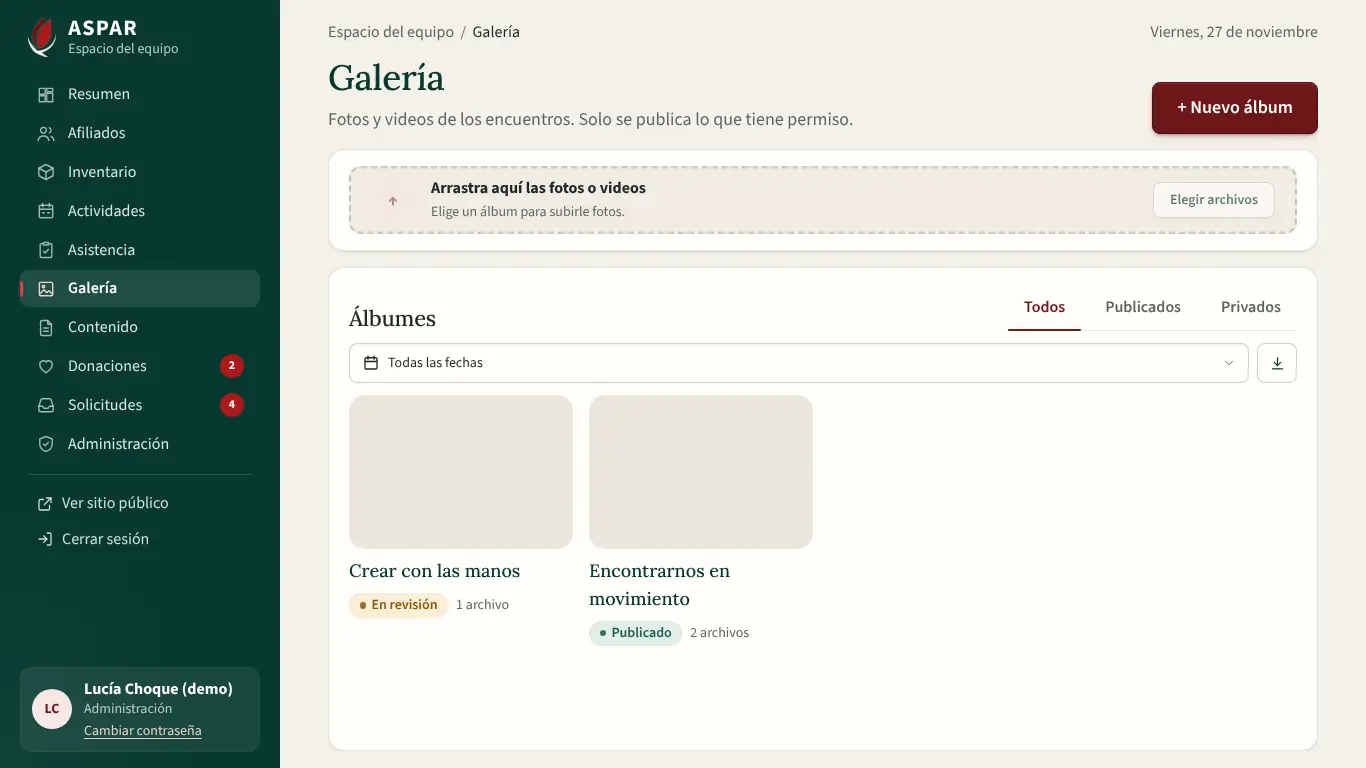 ASPAR
Espacio del equipo
Resumen
Afiliados
Inventario
Actividades
Asistencia
Galería
Contenido
Donaciones
2
Solicitudes
4
Administración
Ver sitio público
Cerrar sesión
LC
Lucía Choque (demo)
Administración
Cambiar contraseña
Espacio del equipo / Galería
Viernes, 27 de noviembre
Galería
Fotos y videos de los encuentros. Solo se publica lo que tiene permiso.
+ Nuevo álbum
Arrastra aquí las fotos o videos
Elige un álbum para subirle fotos.
Elegir archivos
Álbumes
Todos
Publicados
Privados
Todas las fechas
Crear con las manos
En revisión
1 archivo
Encontrarnos en
movimiento
Publicado
2 archivos